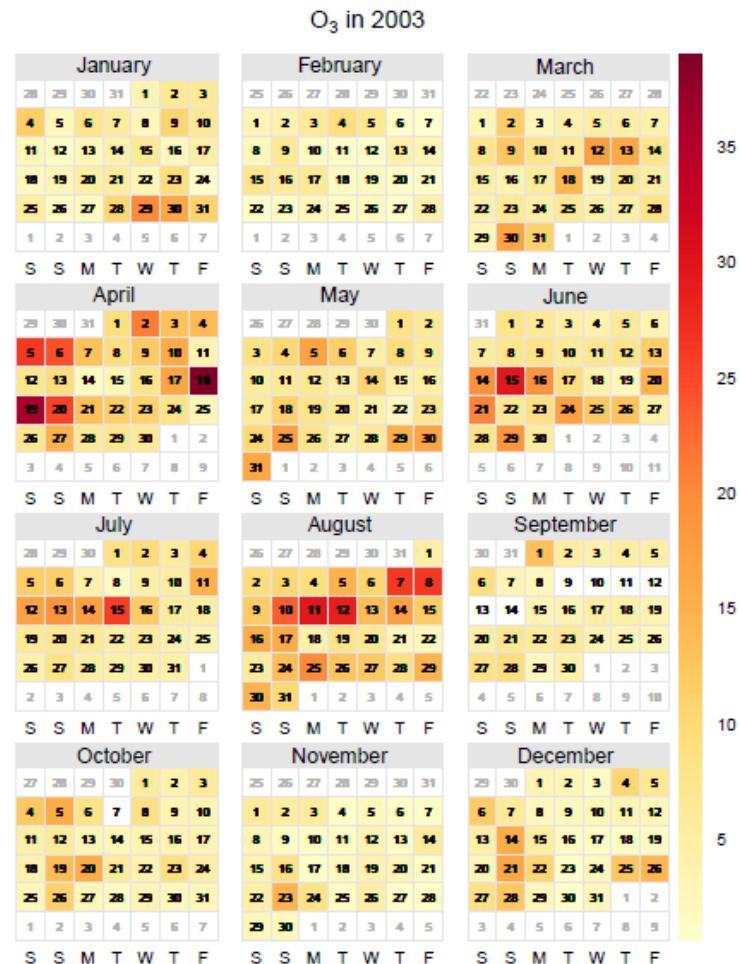 O₃ in 2003
January
28 29 30 31 1 2 3
4 5 6 7 8 9 10
11 12 13 14 15 16 17
18 19 20 21 22 23 24
25 26 27 28 29 30 31
1 2 3 4 5 6 7
S S M T W T F
February
25 26 27 28 29 30 31
1 2 3 4 5 6 7
8 9 10 11 12 13 14
15 16 17 18 19 20 21
22 23 24 25 26 27 28
1 2 3 4 5 6 7
S S M T W T F
March
22 23 24 25 26 27 28
1 2 3 4 5 6 7
8 9 10 11 12 13 14
15 16 17 18 19 20 21
22 23 24 25 26 27 28
29 30 31 1 2 3 4
S S M T W T F
April
29 30 31 1 2 3 4
5 6 7 8 9 10 11
12 13 14 15 16 17 18
19 20 21 22 23 24 25
26 27 28 29 30 1 2
3 4 5 6 7 8 9
S S M T W T F
May
26 27 28 29 30 1 2
3 4 5 6 7 8 9
10 11 12 13 14 15 16
17 18 19 20 21 22 23
24 25 26 27 28 29 30
31 1 2 3 4 5 6
S S M T W T F
June
31 1 2 3 4 5 6
7 8 9 10 11 12 13
14 15 16 17 18 19 20
21 22 23 24 25 26 27
28 29 30 1 2 3 4
5 6 7 8 9 10 11
S S M T W T F
July
28 29 30 1 2 3 4
5 6 7 8 9 10 11
12 13 14 15 16 17 18
19 20 21 22 23 24 25
26 27 28 29 30 31 1
2 3 4 5 6 7 8
S S M T W T F
August
26 27 28 29 30 31 1
2 3 4 5 6 7 8
9 10 11 12 13 14 15
16 17 18 19 20 21 22
23 24 25 26 27 28 29
30 31 1 2 3 4 5
S S M T W T F
September
30 31 1 2 3 4 5
6 7 8 9 10 11 12
13 14 15 16 17 18 19
20 21 22 23 24 25 26
27 28 29 30 1 2 3
4 5 6 7 8 9 10
S S M T W T F
October
27 28 29 30 1 2 3
4 5 6 7 8 9 10
11 12 13 14 15 16 17
18 19 20 21 22 23 24
25 26 27 28 29 30 31
1 2 3 4 5 6 7
S S M T W T F
November
25 26 27 28 29 30 31
1 2 3 4 5 6 7
8 9 10 11 12 13 14
15 16 17 18 19 20 21
22 23 24 25 26 27 28
29 30 1 2 3 4 5
S S M T W T F
December
29 30 1 2 3 4 5
6 7 8 9 10 11 12
13 14 15 16 17 18 19
20 21 22 23 24 25 26
27 28 29 30 31 1 2
3 4 5 6 7 8 9
S S M T W T F
35
30
25
20
15
10
5